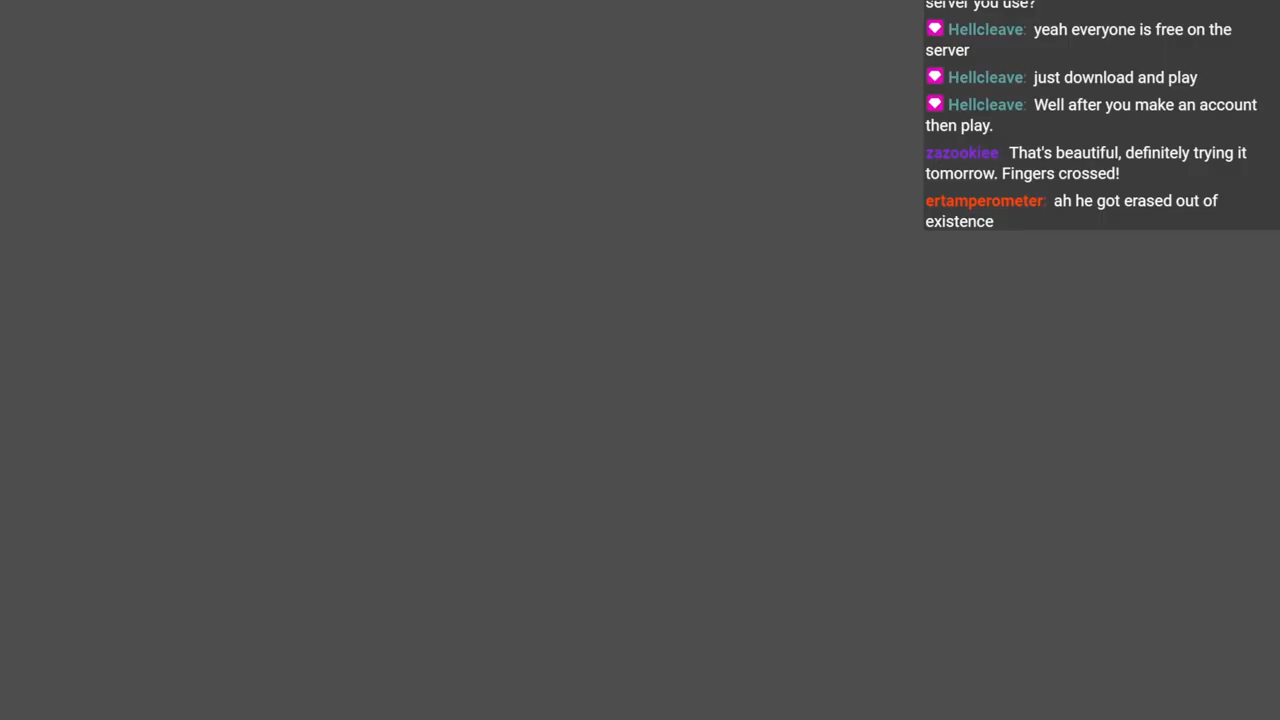 server you use?
Hellcleave: yeah everyone is free on the
server
Hellcleave: just download and play
Hellcleave: Well after you make an account
then play.
zazookiee That's beautiful, definitely trying it
tomorrow. Fingers crossed!
ertamperometer: ah he got erased out of
existence